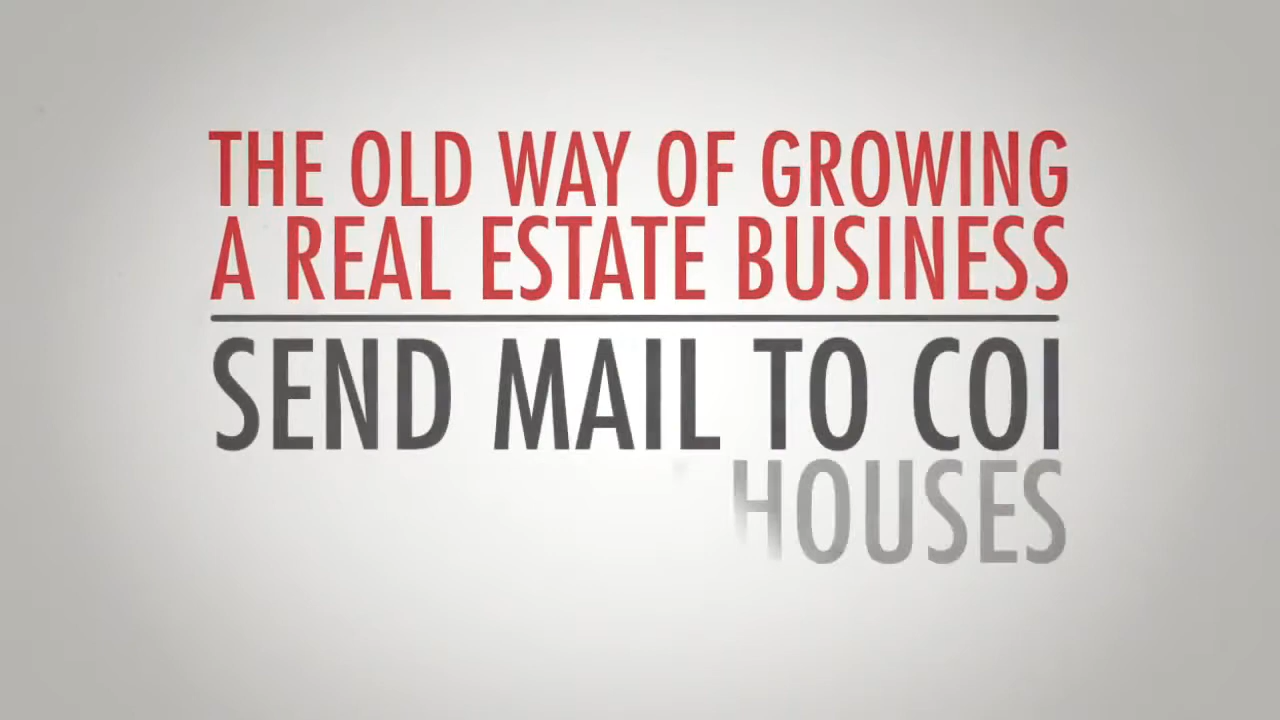 THE OLD WAY OF GROWING
A REAL ESTATE BUSINESS
SEND MAIL TO COI
HOUSES